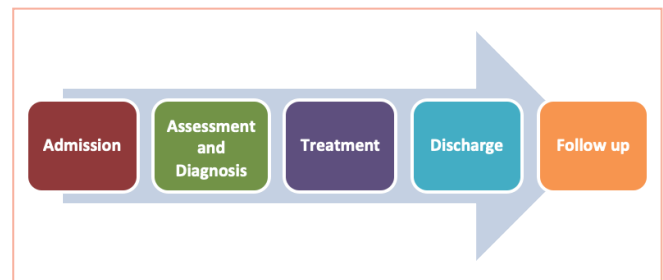 Admission
Assessment
and
Diagnosis
Treatment
Discharge
Follow up